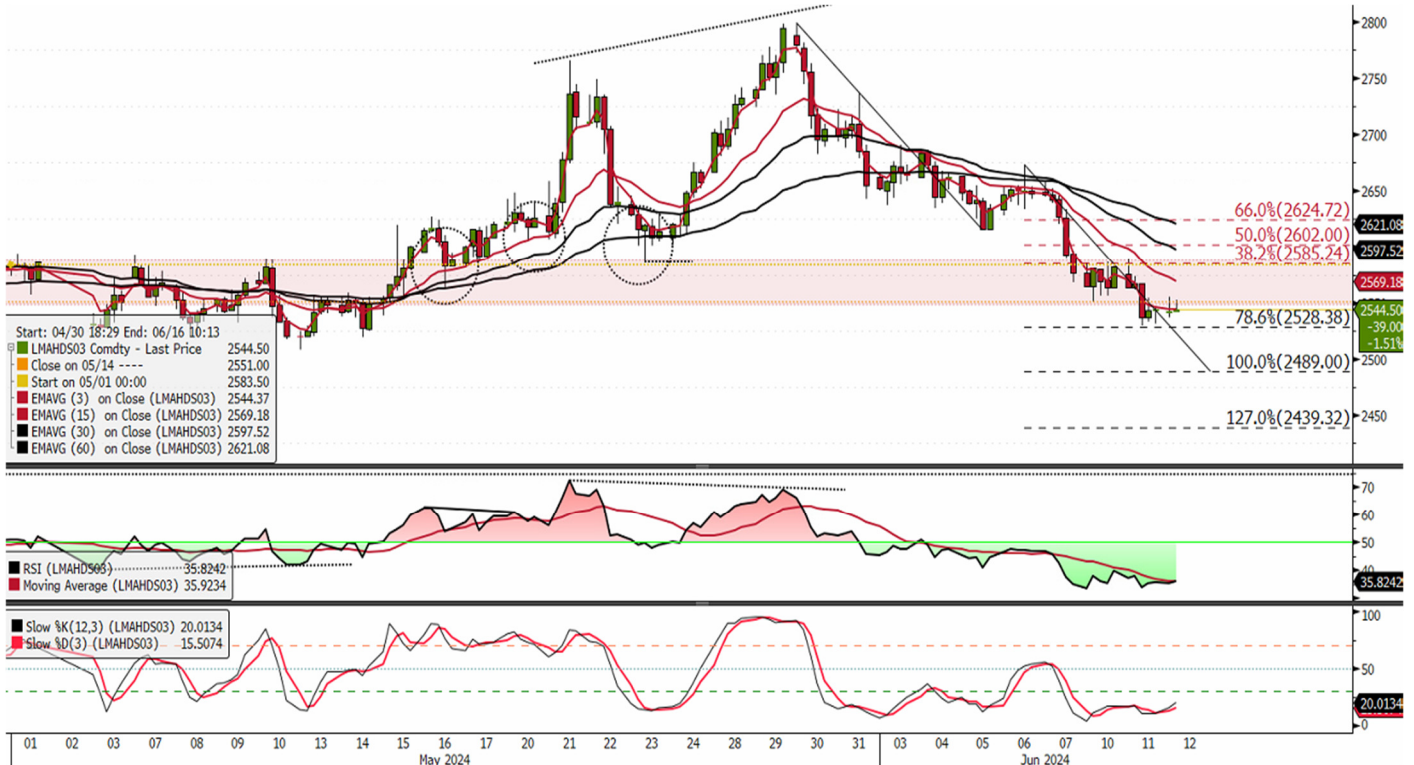 2800
2750
2700
2650
66.0%(2624.72)
2621.08
50.0%(2602.00)
2597.52
38.2%(2585.24)
2569.18
2544.50
-39.00
-1.51%
78.6%(2528.38)
2500
100.0%(2489.00)
2450
127.0%(2439.32)
Start: 04/30 18:29 End: 06/16 10:13
LMAHDS03 Comdty - Last Price 2544.50
Close on 05/14 ---- 2551.00
Start on 05/01 00:00 2583.50
EMAVG (3) on Close (LMAHDS03) 2544.37
EMAVG (15) on Close (LMAHDS03) 2569.18
EMAVG (30) on Close (LMAHDS03) 2597.52
EMAVG (60) on Close (LMAHDS03) 2621.08
70
60
50
40
35.8242
RSI (LMAHDS03) 35.8242
Moving Average (LMAHDS03) 35.9234
100
50
20.0134
0
Slow %K(12,3) (LMAHDS03) 20.0134
Slow %D(3) (LMAHDS03) 15.5074
01 02 03 07 08 09 10 13 14 15 16 17 20 21 22 23 24 28 29 30 31 03 04 05 06 07 10 11 12
May 2024 Jun 2024